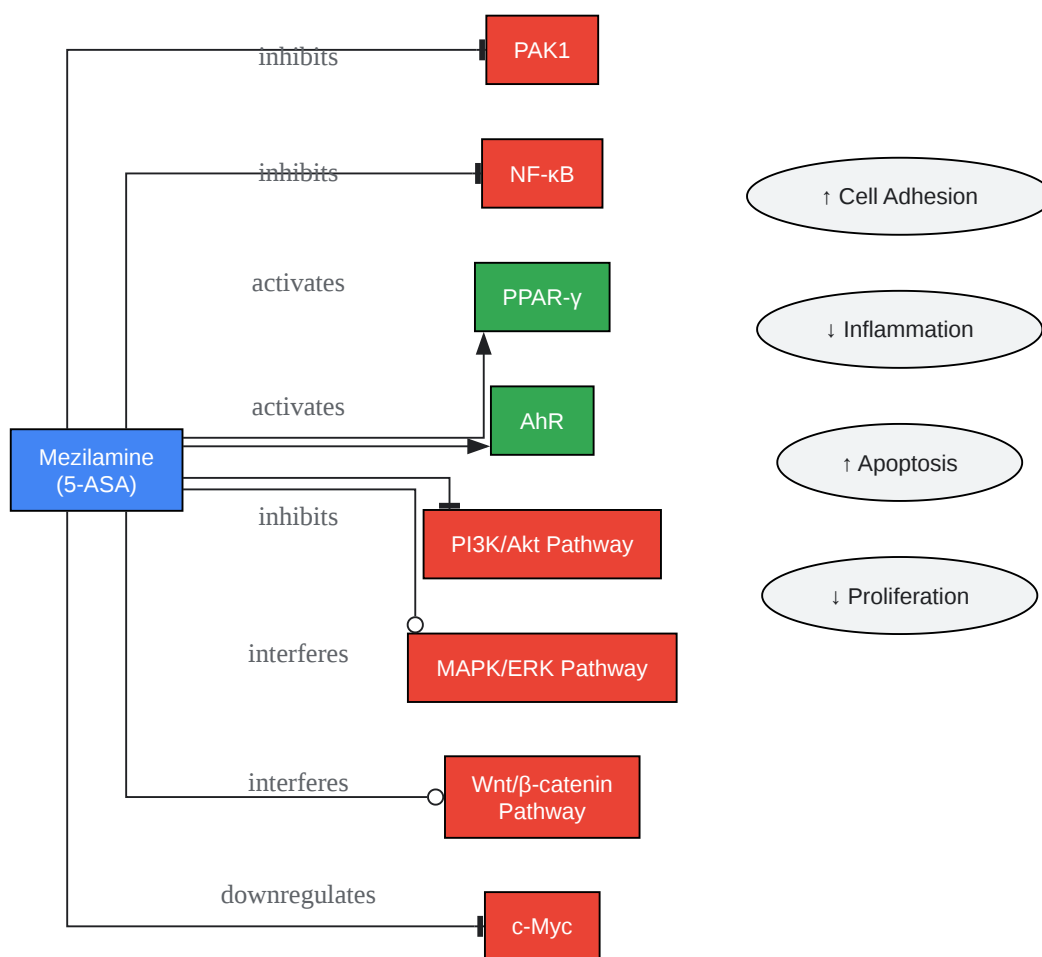 inhibits
PAK1
inhibits
NF-κB
↑ Cell Adhesion
activates
PPAR-γ
↓ Inflammation
activates
AhR
Mezilamine
(5-ASA)
↑ Apoptosis
inhibits
PI3K/Akt Pathway
↓ Proliferation
interferes
MAPK/ERK Pathway
interferes
Wnt/β-catenin
Pathway
downregulates
c-Myc